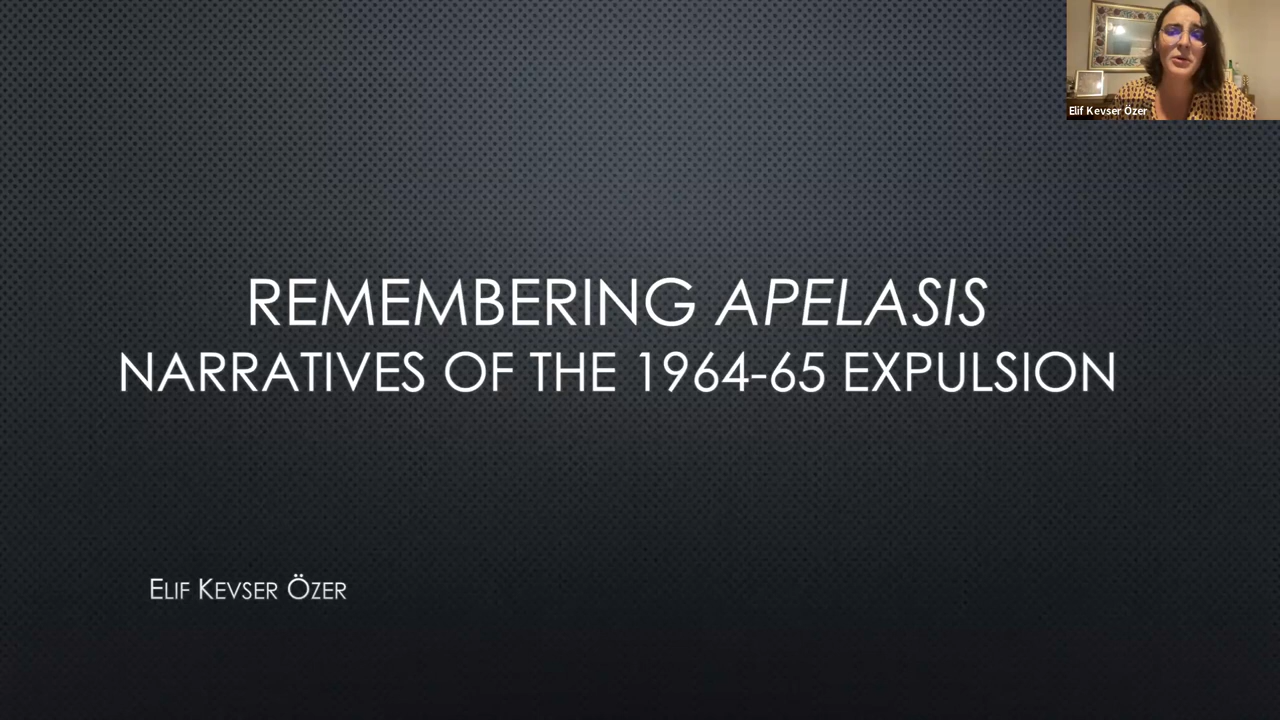 Elif Kevser Özer
REMEMBERING APELASIS
NARRATIVES OF THE 1964-65 EXPULSION
ELIF KEVSER ÖZER